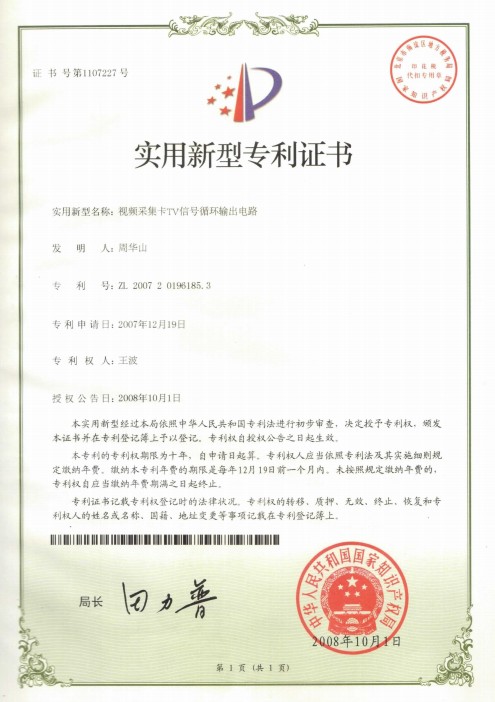 证 书 号第1107227号
印 花 税
代扣专用章
国家知识产权局
实用新型专利证书
实用新型名称：视频采集卡TV信号循环输出电路
发 明 人：周华山
专 利 号：ZL 2007 2 0196185.3
专利申请日：2007年12月19日
专 利 权 人：王波
授权公告日：2008年10月1日
本实用新型经过本局依照中华人民共和国专利法进行初步审查，决定授予专利权，颁发
本证书并在专利登记簿上予以登记。专利权自授权公告之日起生效。
本专利的专利权期限为十年，自申请日起算。专利权人应当依照专利法及其实施细则规
定缴纳年费。缴纳本专利年费的期限是每年12月19日前一个月内。未按照规定缴纳年费的，
专利权自应当缴纳年费期满之日起终止。
专利证书记载专利权登记时的法律状况。专利权的转移、质押、无效、终止、恢复和专
利权人的姓名或名称、国籍、地址变更等事项记载在专利登记簿上。
局长 田力普
中华人民共和国国家知识产权局
2008年10月1日
第 1 页 (共 1 页)